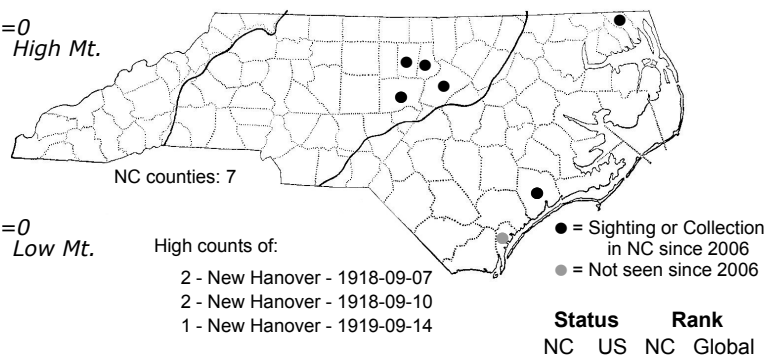 =0
High Mt.
NC counties: 7
=0
Low Mt.
High counts of:
2 - New Hanover - 1918-09-07
2 - New Hanover - 1918-09-10
1 - New Hanover - 1919-09-14
● = Sighting or Collection
in NC since 2006
● = Not seen since 2006
Status Rank
NC US NC Global